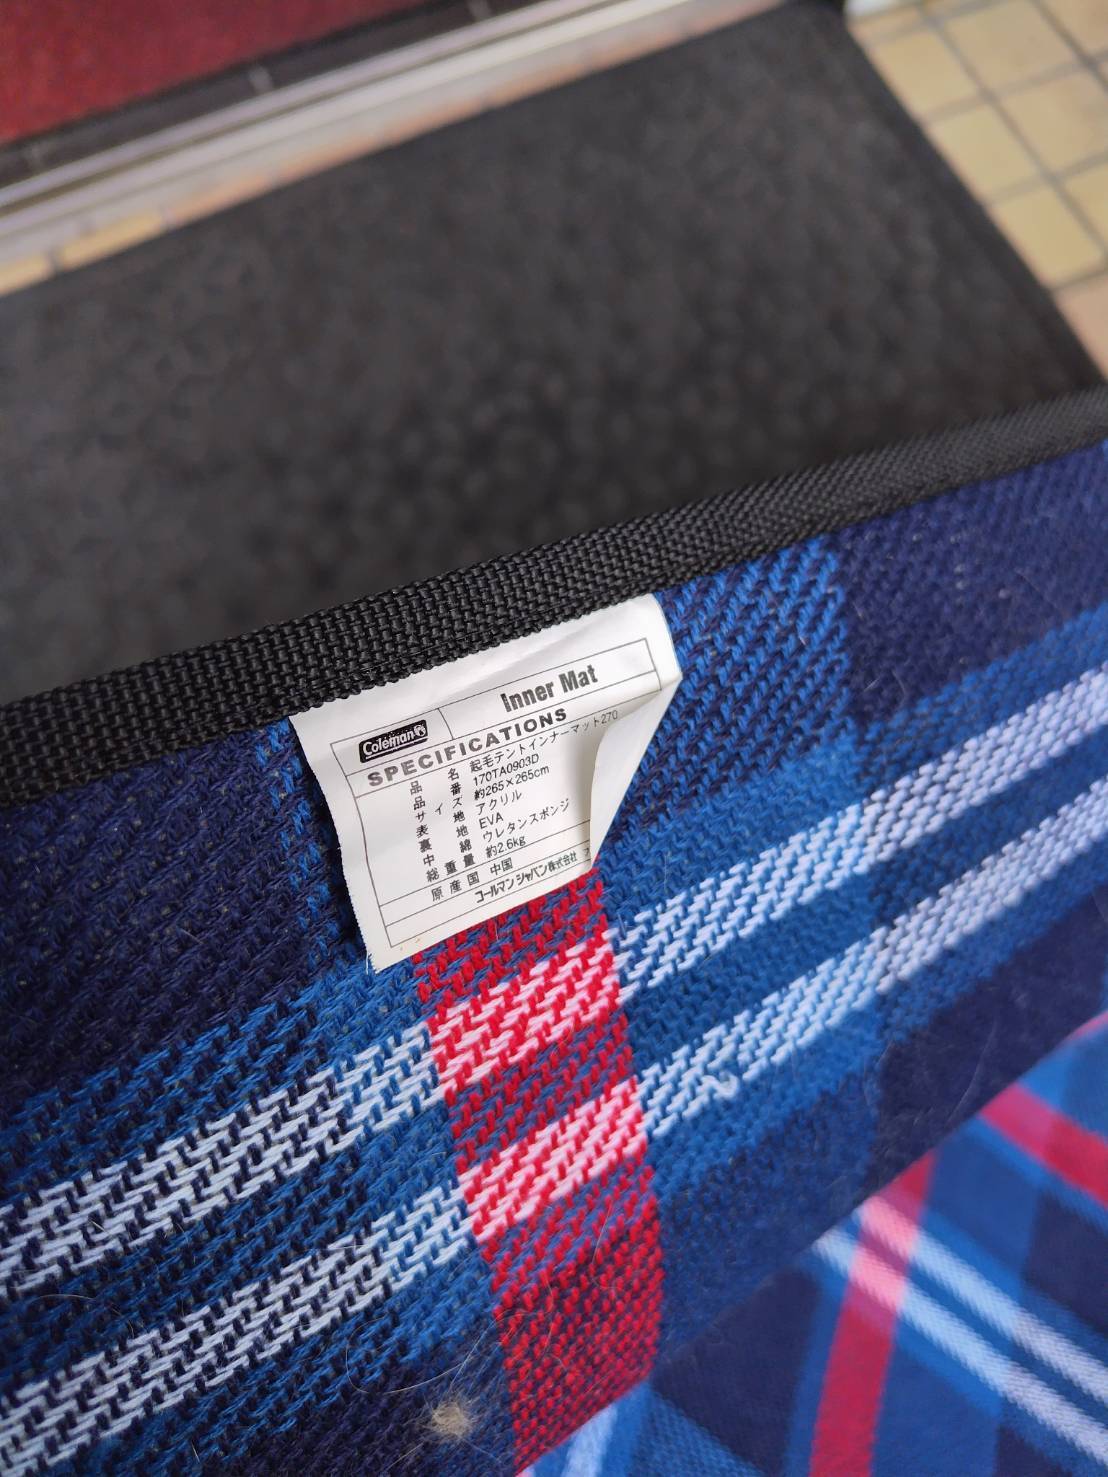 Coleman Inner Mat
SPECIFICATIONS
品名 起毛テントインナーマット270
品番 170TA0903D
サイズ 約265×265cm
表地 アクリル
裏地 EVA
中綿 ウレタンスポンジ
総重量 約2.6kg
原産国 中国
コールマン ジャパン株式会社